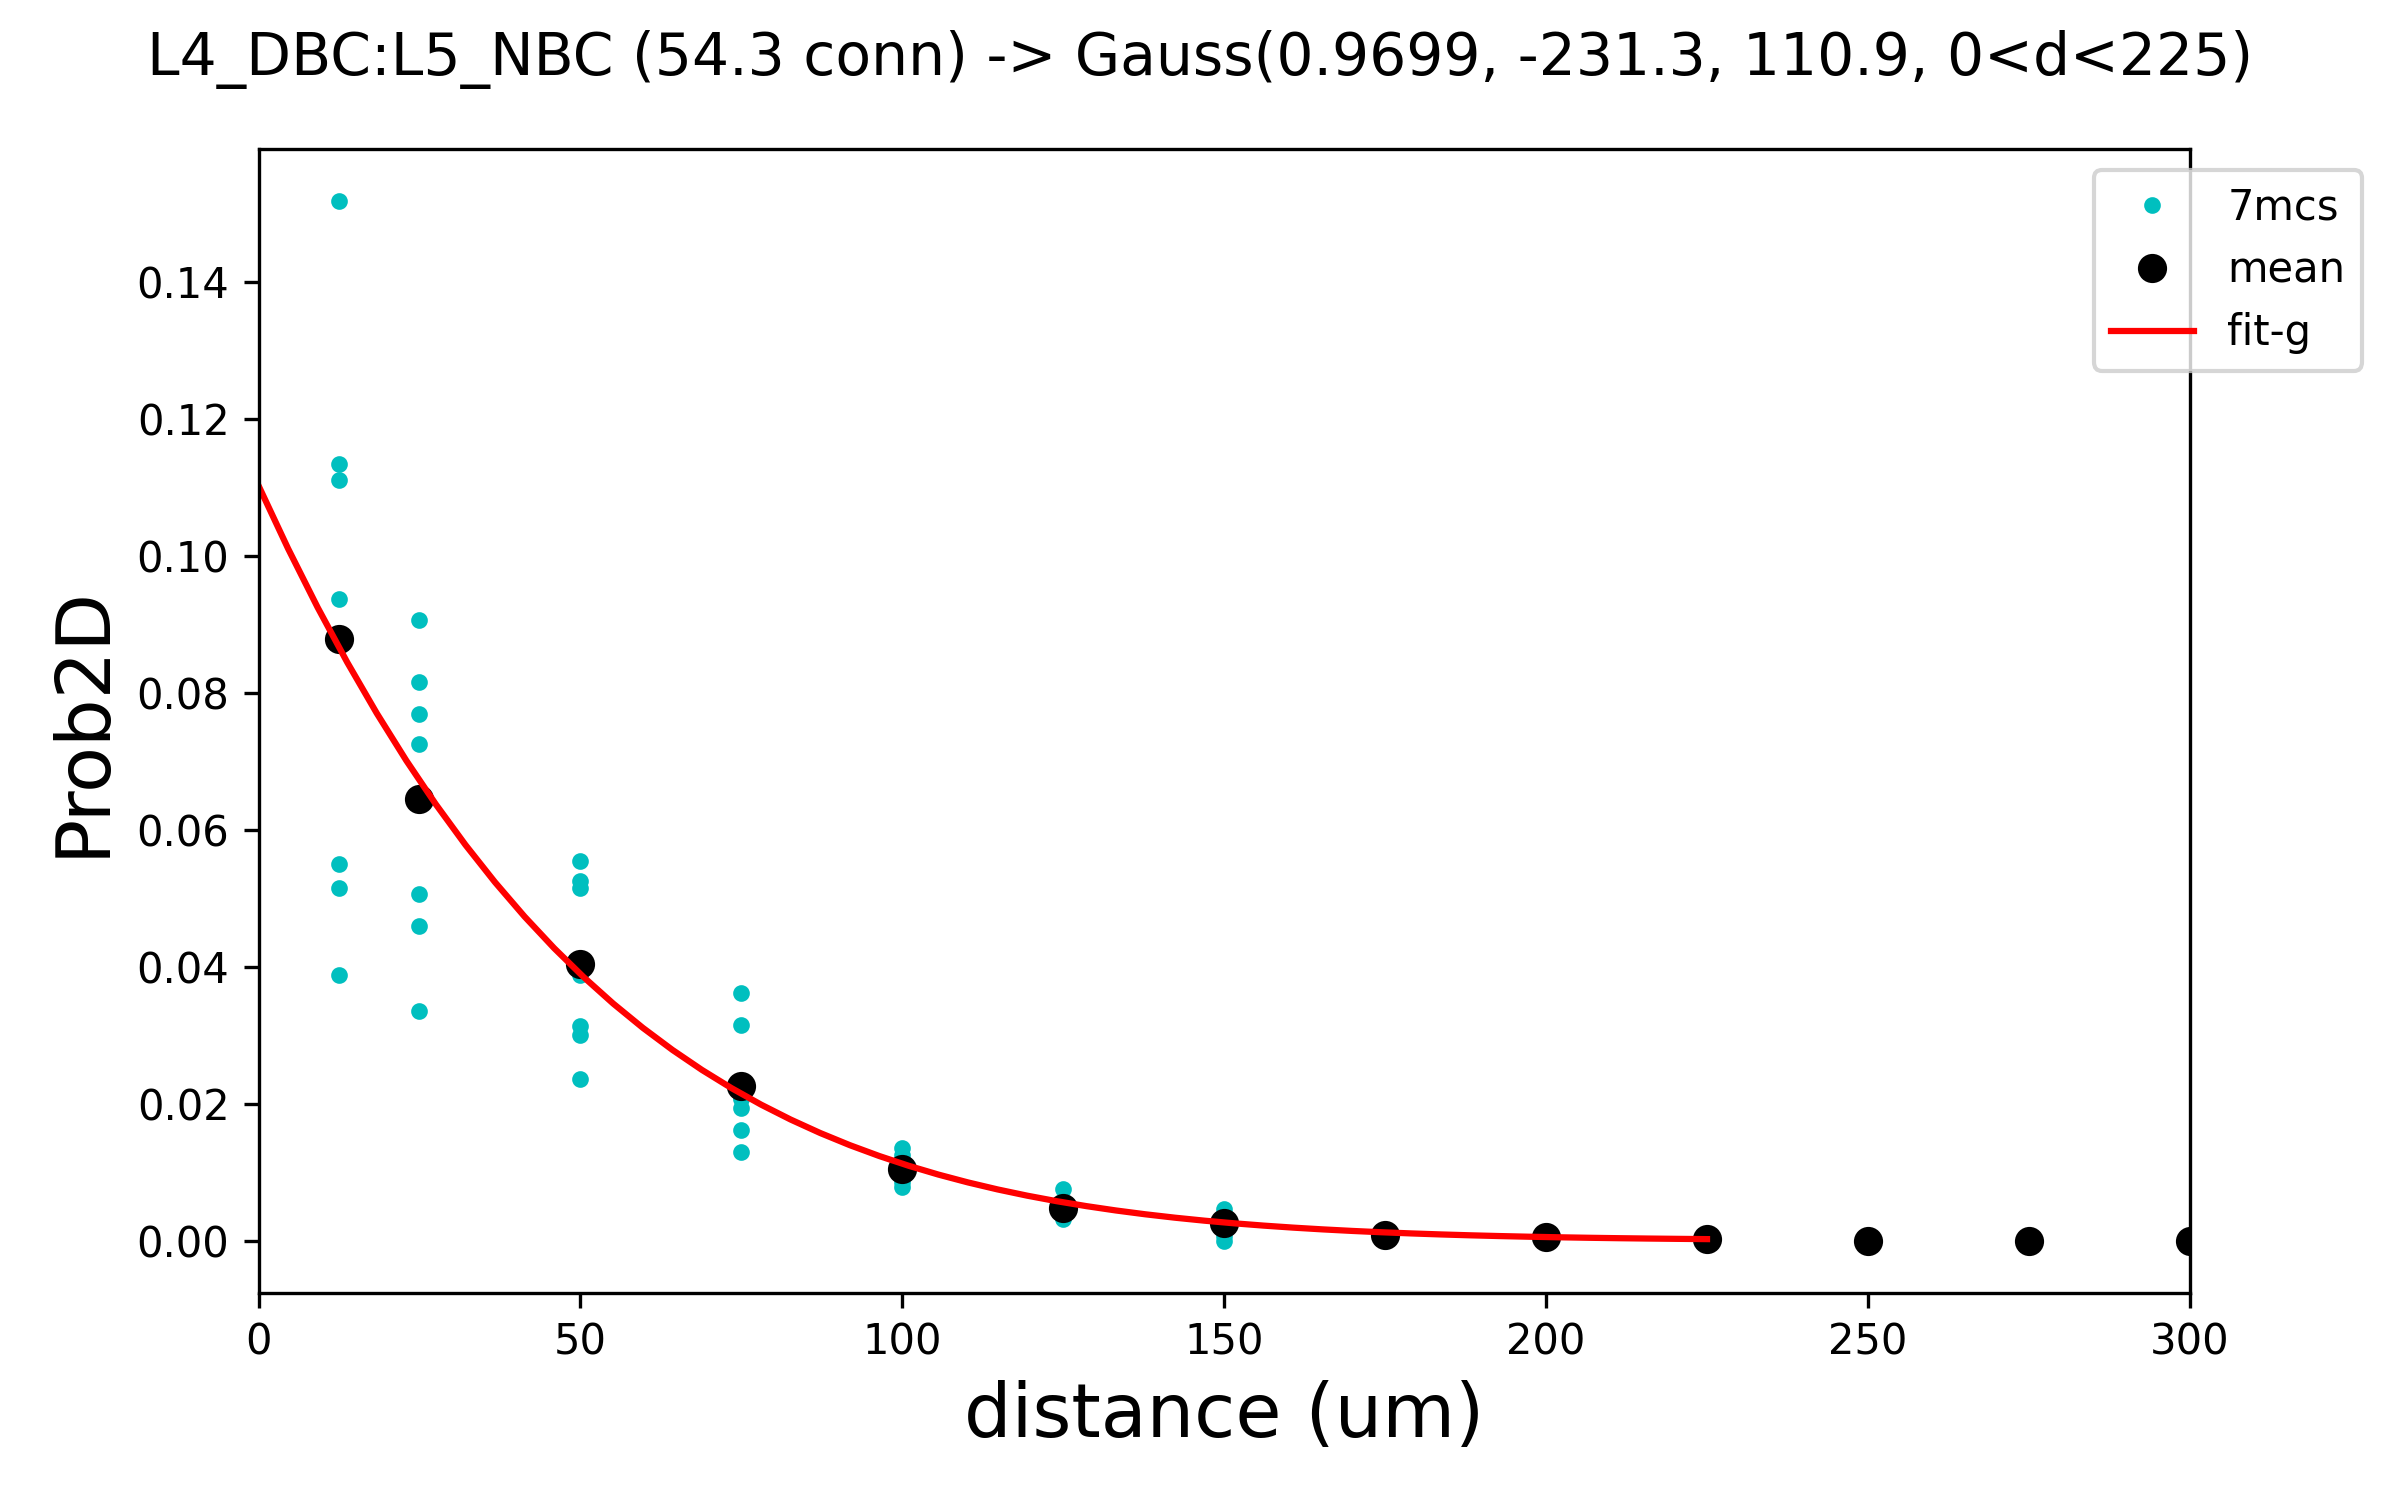 L4_DBC:L5_NBC (54.3 conn) -> Gauss(0.9699, -231.3, 110.9, 0<d<225)
7mcs
mean
fit-g
Prob2D
0.14
0.12
0.10
0.08
0.06
0.04
0.02
0.00
0 50 100 150 200 250 300
distance (um)